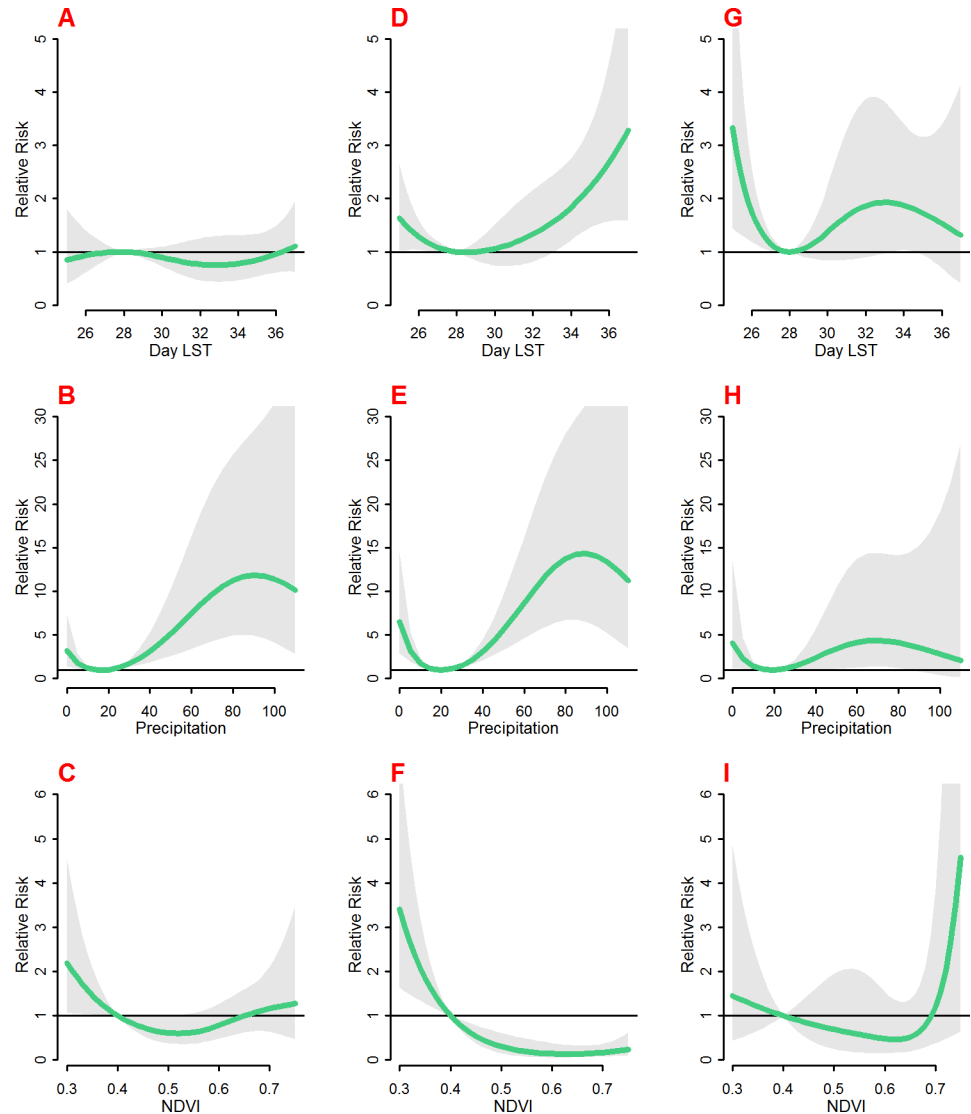 A
Relative Risk
0 1 2 3 4 5
26 28 30 32 34 36
Day LST
D
Relative Risk
0 1 2 3 4 5
26 28 30 32 34 36
Day LST
G
Relative Risk
0 1 2 3 4 5
26 28 30 32 34 36
Day LST
B
Relative Risk
0 5 10 15 20 25 30
0 20 40 60 80 100
Precipitation
E
Relative Risk
0 5 10 15 20 25 30
0 20 40 60 80 100
Precipitation
H
Relative Risk
0 5 10 15 20 25 30
0 20 40 60 80 100
Precipitation
C
Relative Risk
0 1 2 3 4 5 6
0.3 0.4 0.5 0.6 0.7
NDVI
F
Relative Risk
0 1 2 3 4 5 6
0.3 0.4 0.5 0.6 0.7
NDVI
I
Relative Risk
0 1 2 3 4 5 6
0.3 0.4 0.5 0.6 0.7
NDVI